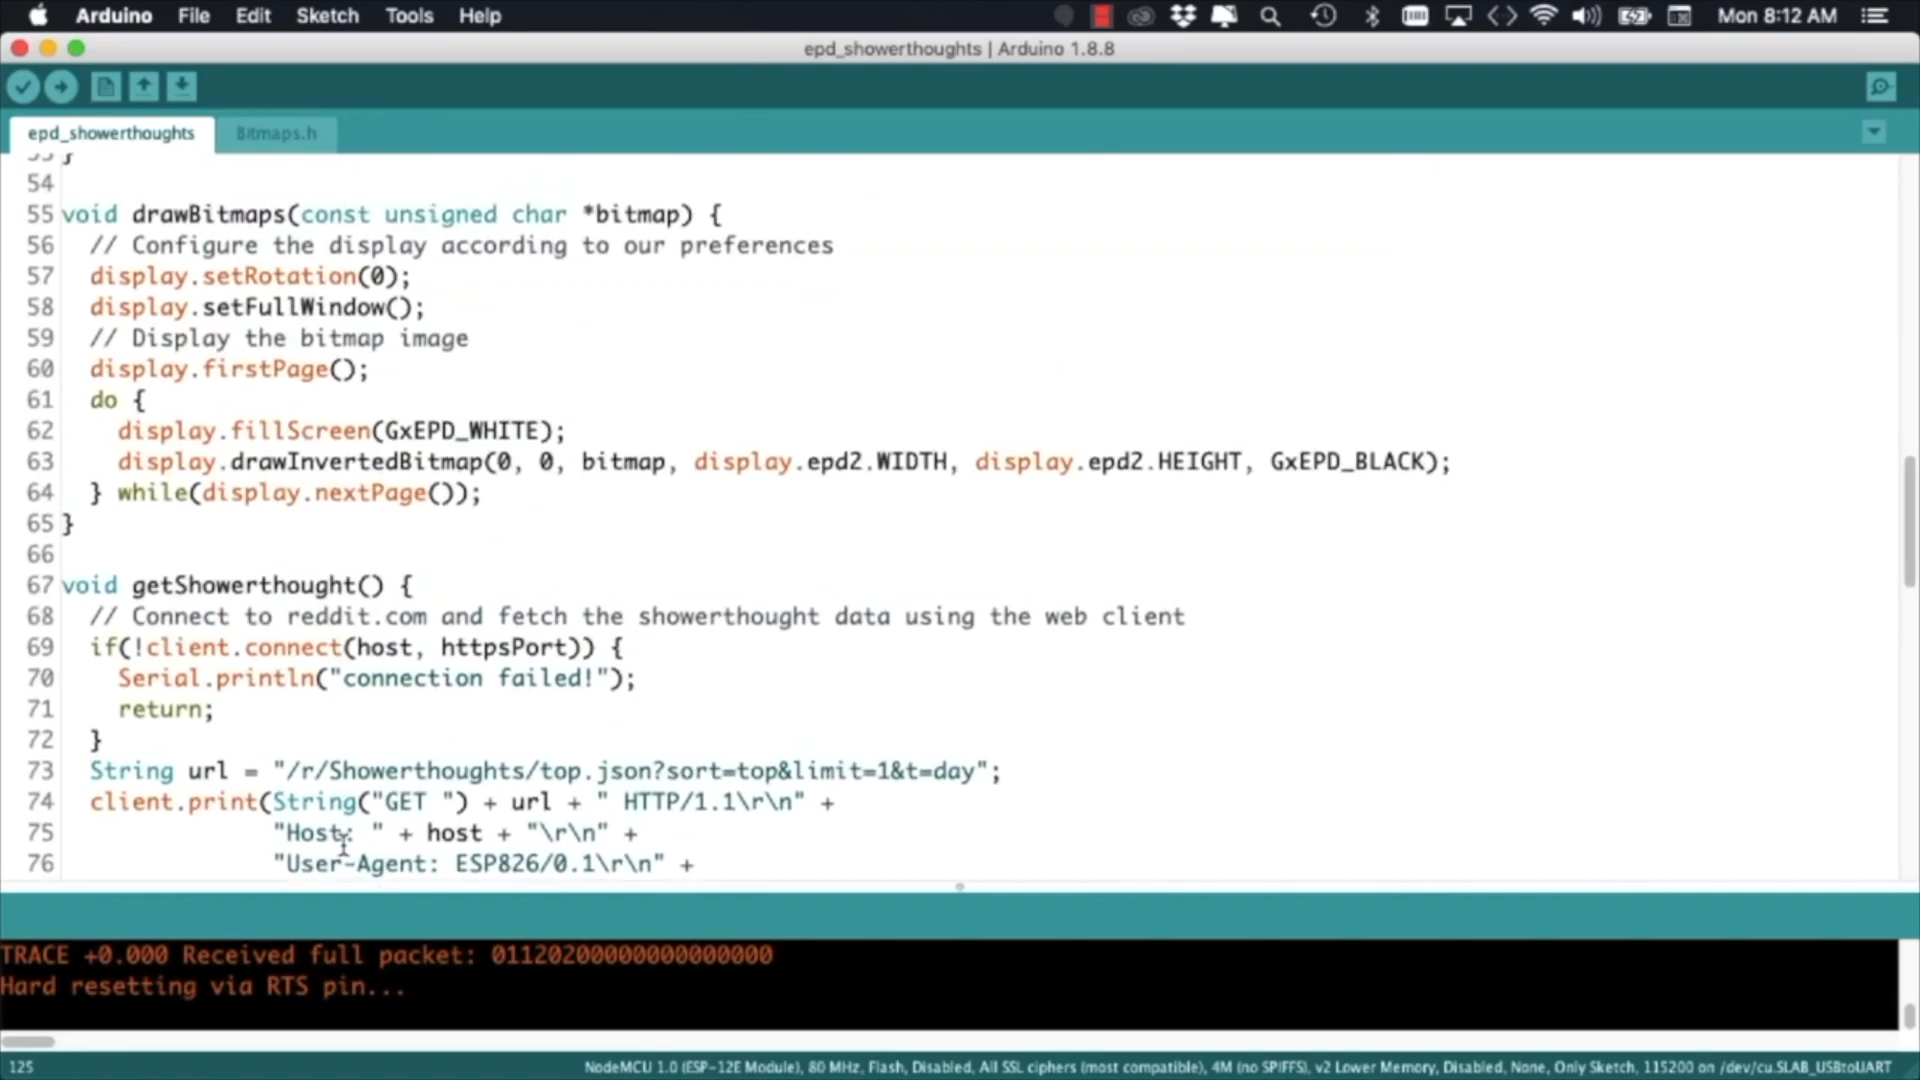 Arduino File Edit Sketch Tools Help Mon 8:12 AM
epd_showerthoughts | Arduino 1.8.8
epd_showerthoughts Bitmaps.h
53 }
54
55 void drawBitmaps(const unsigned char *bitmap) {
56 // Configure the display according to our preferences
57 display.setRotation(0);
58 display.setFullWindow();
59 // Display the bitmap image
60 display.firstPage();
61 do {
62 display.fillScreen(GxEPD_WHITE);
63 display.drawInvertedBitmap(0, 0, bitmap, display.epd2.WIDTH, display.epd2.HEIGHT, GxEPD_BLACK);
64 } while(display.nextPage());
65 }
66
67 void getShowerthought() {
68 // Connect to reddit.com and fetch the showerthought data using the web client
69 if(!client.connect(host, httpsPort)) {
70 Serial.println("connection failed!");
71 return;
72 }
73 String url = "/r/Showerthoughts/top.json?sort=top&limit=1&t=day";
74 client.print(String("GET ") + url + " HTTP/1.1\r\n" +
75 "Host: " + host + "\r\n" +
76 "User-Agent: ESP826/0.1\r\n" +
TRACE +0.000 Received full packet: 01120200000000000000
Hard resetting via RTS pin...
125 NodeMCU 1.0 (ESP-12E Module), 80 MHz, Flash, Disabled, All SSL ciphers (most compatible), 4M (no SPIFFS), v2 Lower Memory, Disabled, None, Only Sketch, 115200 on /dev/cu.SLAB_USBtoUART